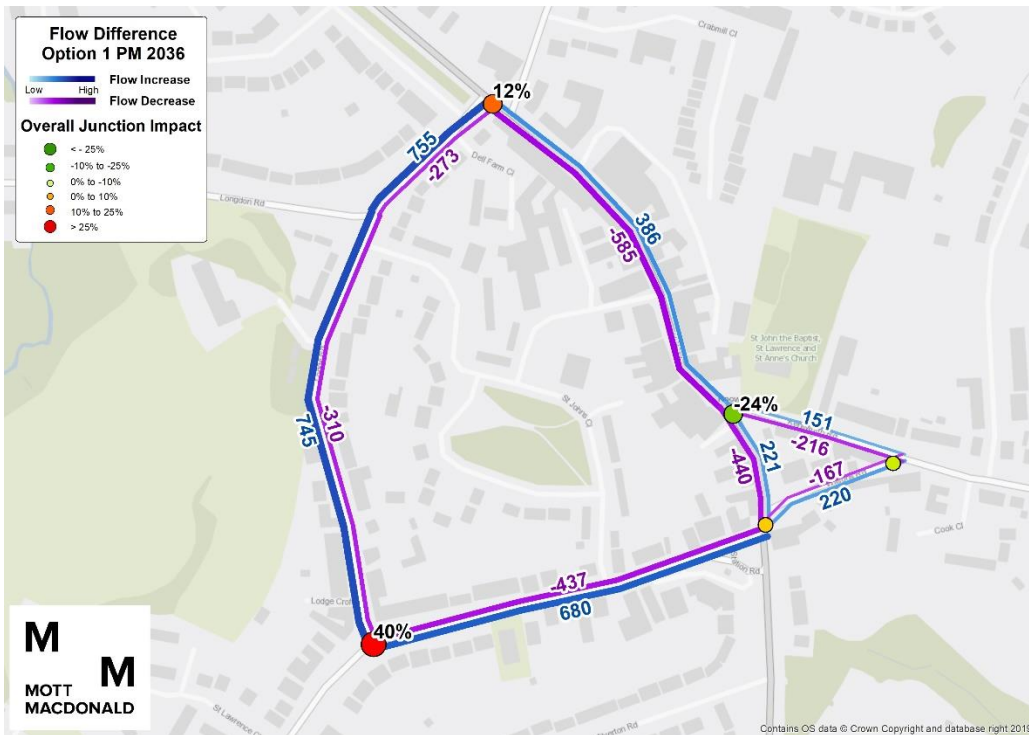 Flow Difference
Option 1 PM 2036
Flow Increase
Low High
Flow Decrease
Overall Junction Impact
< - 25%
-10% to -25%
0% to -10%
0% to 10%
10% to 25%
> 25%
Crabmill Cl
12%
755
-273
Dell Farm Cl
Longdon Rd
386
-585
St John the Baptist,
St Lawrence and
St Anne's Church
-24%
151
-216
St Johns Cl
-310
745
221
-440
-167
220
Cook Cl
-437
680
Lodge Croft
40%
M
M
MOTT
MACDONALD
Contains OS data © Crown Copyright and database right 2019